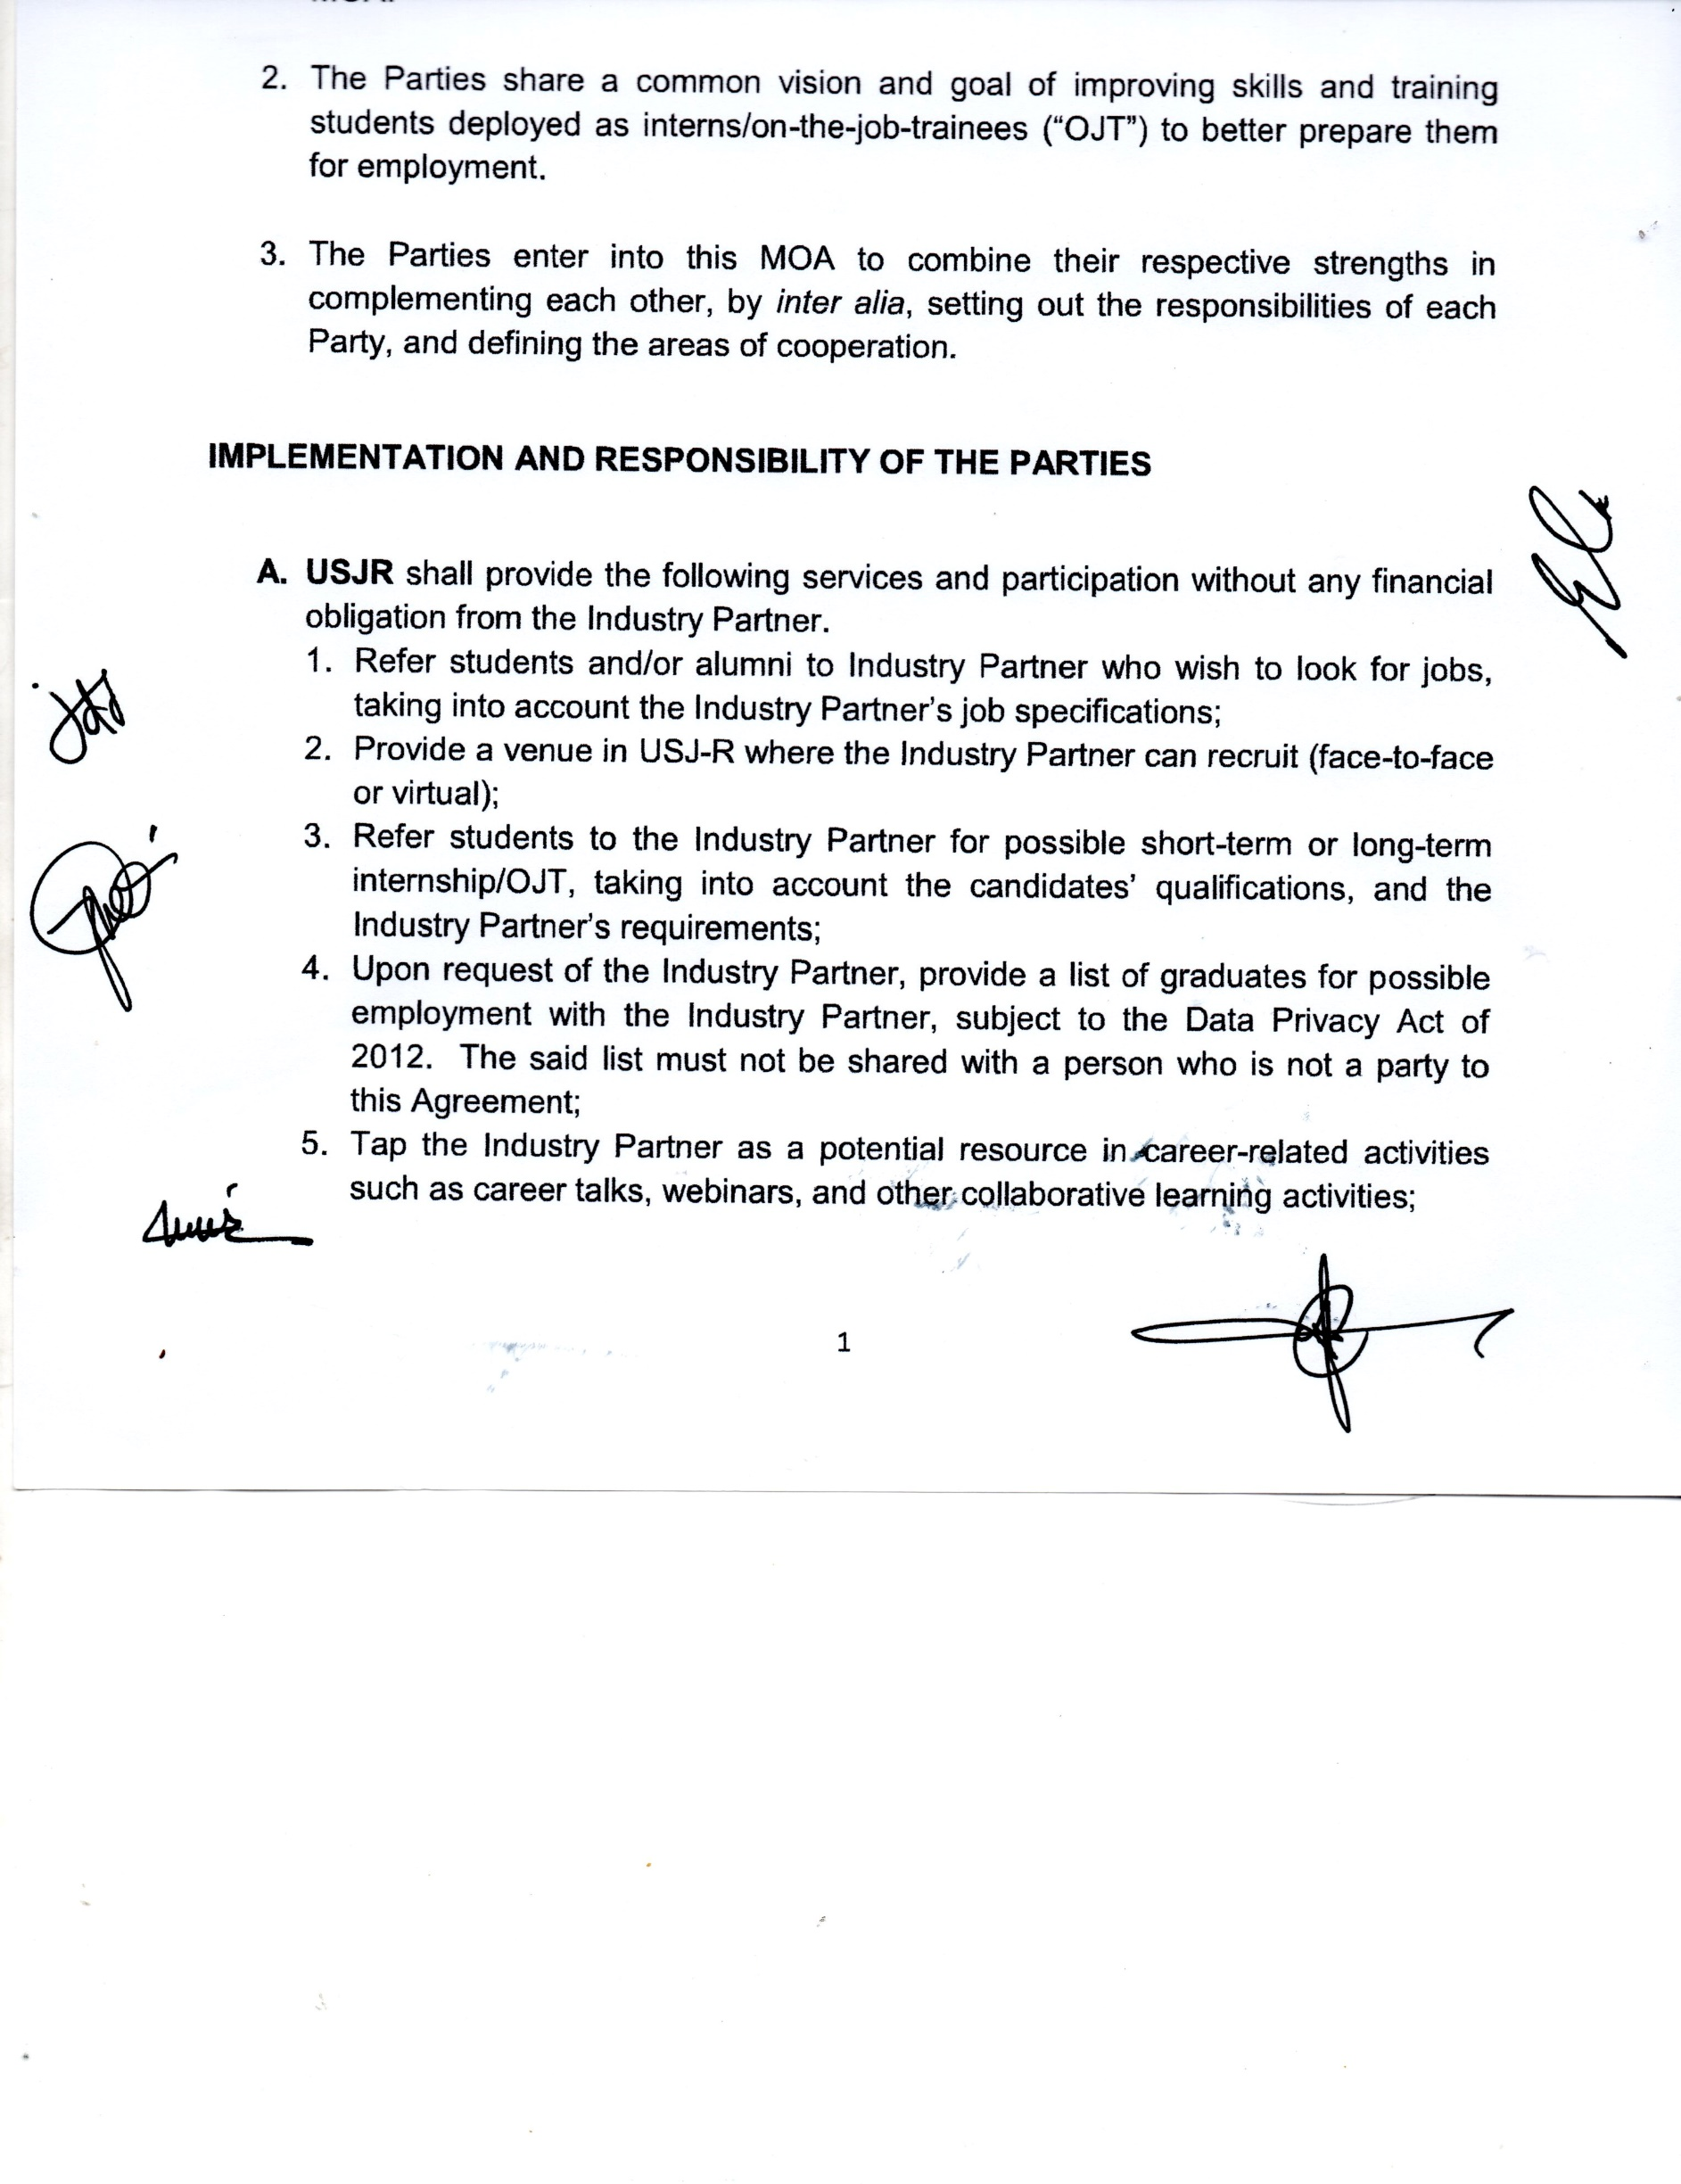 2. The Parties share a common vision and goal of improving skills and training
students deployed as interns/on-the-job-trainees (“OJT”) to better prepare them
for employment.
3. The Parties enter into this MOA to combine their respective strengths in
complementing each other, by inter alia, setting out the responsibilities of each
Party, and defining the areas of cooperation.
IMPLEMENTATION AND RESPONSIBILITY OF THE PARTIES
A. USJR shall provide the following services and participation without any financial
obligation from the Industry Partner.
1. Refer students and/or alumni to Industry Partner who wish to look for jobs,
taking into account the Industry Partner’s job specifications;
2. Provide a venue in USJ-R where the Industry Partner can recruit (face-to-face
or virtual);
3. Refer students to the Industry Partner for possible short-term or long-term
internship/OJT, taking into account the candidates’ qualifications, and the
Industry Partner’s requirements;
4. Upon request of the Industry Partner, provide a list of graduates for possible
employment with the Industry Partner, subject to the Data Privacy Act of
2012. The said list must not be shared with a person who is not a party to
this Agreement;
5. Tap the Industry Partner as a potential resource in career-related activities
such as career talks, webinars, and other collaborative learning activities;
1